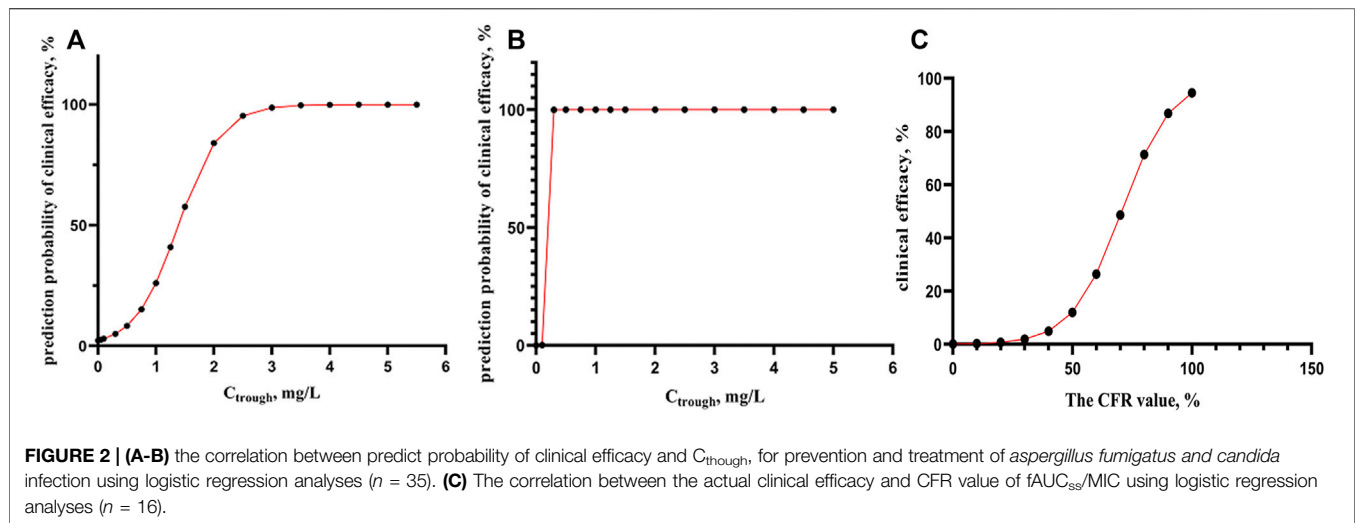 A
prediction probability of clinical efficacy, %
100
50
0
0 1 2 3 4 5 6
Ctrough, mg/L
B
prediction probability of clinical efficacy, %
100
50
0
0 1 2 3 4 5 6
Ctrough, mg/L
C
clinical efficacy, %
100
80
60
40
20
0
0 50 100 150
The CFR value, %
FIGURE 2 | (A-B) the correlation between predict probability of clinical efficacy and Cthough, for prevention and treatment of aspergillus fumigatus and candida
infection using logistic regression analyses (n = 35). (C) The correlation between the actual clinical efficacy and CFR value of fAUCss/MIC using logistic regression
analyses (n = 16).